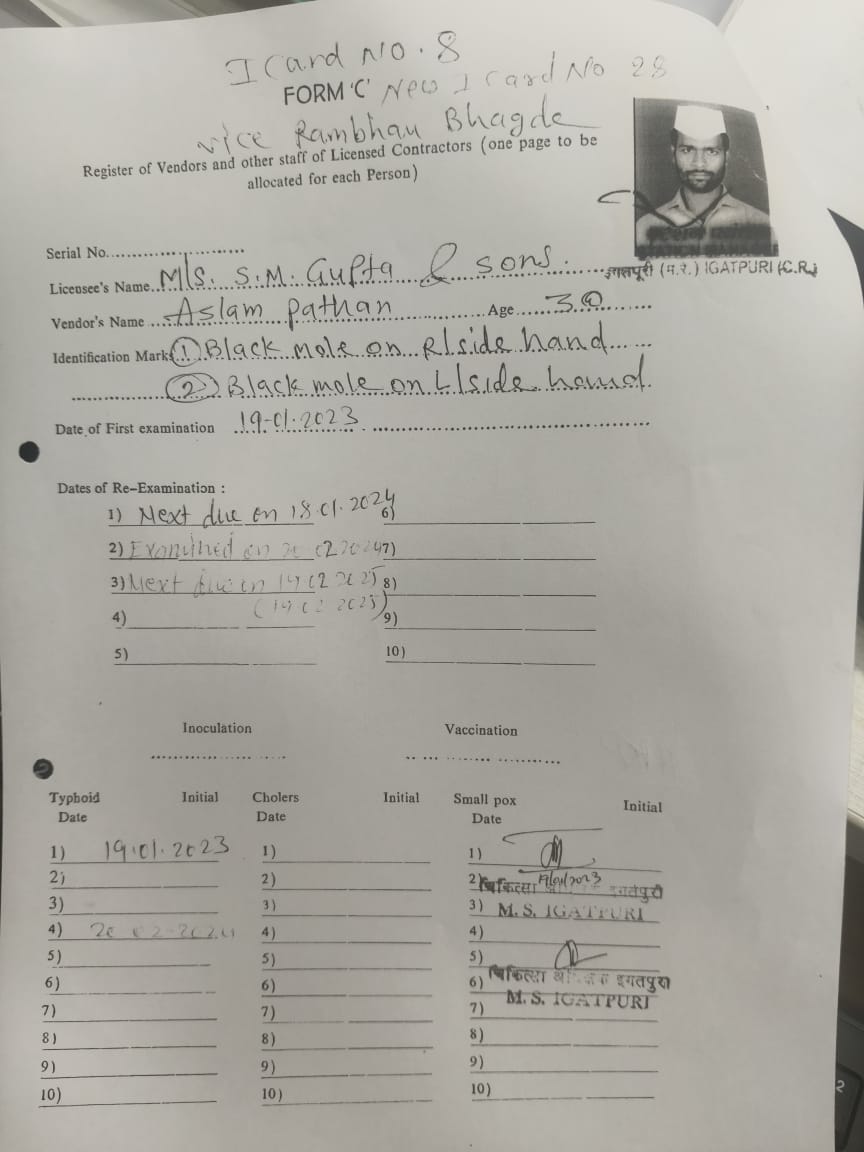 I Card No. 8
FORM 'C' New I Card No 28
vice Rambhau Bhagde
Register of Vendors and other staff of Licensed Contractors (one page to be
allocated for each Person)
इगतपूरी (म.रे.) IGATPURI (C.R.)
Serial No.
Licensee's Name M/s. S.M. Gupta & sons.
Vendor's Name Aslam pathan Age 30
Identification Marks ① Black mole on R/side hand
② Black mole on L/side hand.
Date of First examination 19-01-2023
Dates of Re-Examination :
1) Next due on 18.01.2024 6)
2) Examined on 20 02 2024 7)
3) Next due on 19 02 2025 8)
(19 02 2025)
4) 9)
5) 10)
Inoculation Vaccination
Typhoid Initial Cholers Initial Small pox Initial
Date Date Date
1) 19.01.2023 1) 1)
2) 2) 2) 19/01/2023
चिकित्सा इगतपुरी
3) 3) 3) M. S. IGATPURI
4) 20-02-2024 4) 4)
5) 5) 5)
6) 6) 6) चिकित्सा
7) 7) 7) M. S. IGATPURI
8) 8) 8)
9) 9) 9)
10) 10) 10)
2